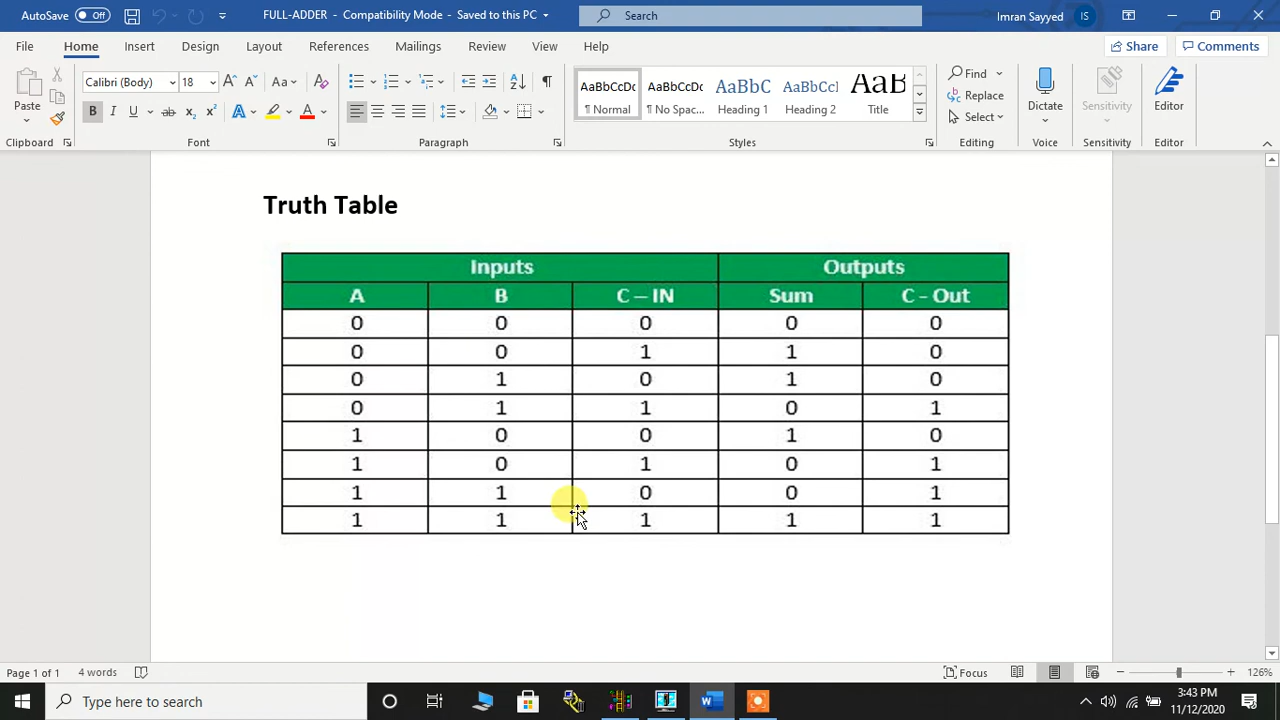 AutoSave Off FULL-ADDER - Compatibility Mode - Saved to this PC Search Imran Sayyed IS
File Home Insert Design Layout References Mailings Review View Help Share Comments
Paste Calibri (Body) 18 Aa AaBbCcDc AaBbCcDc AaBbC AaBbCcI AaB Find Replace Select Dictate Sensitivity Editor
B I U ab x₂ x² A A ¶ Normal ¶ No Spac... Heading 1 Heading 2 Title
Clipboard Font Paragraph Styles Editing Voice Sensitivity Editor
Truth Table
Inputs Outputs
A B C – IN Sum C - Out
0 0 0 0 0
0 0 1 1 0
0 1 0 1 0
0 1 1 0 1
1 0 0 1 0
1 0 1 0 1
1 1 0 0 1
1 1 1 1 1
Page 1 of 1 4 words Focus 126%
Type here to search 3:43 PM
11/12/2020